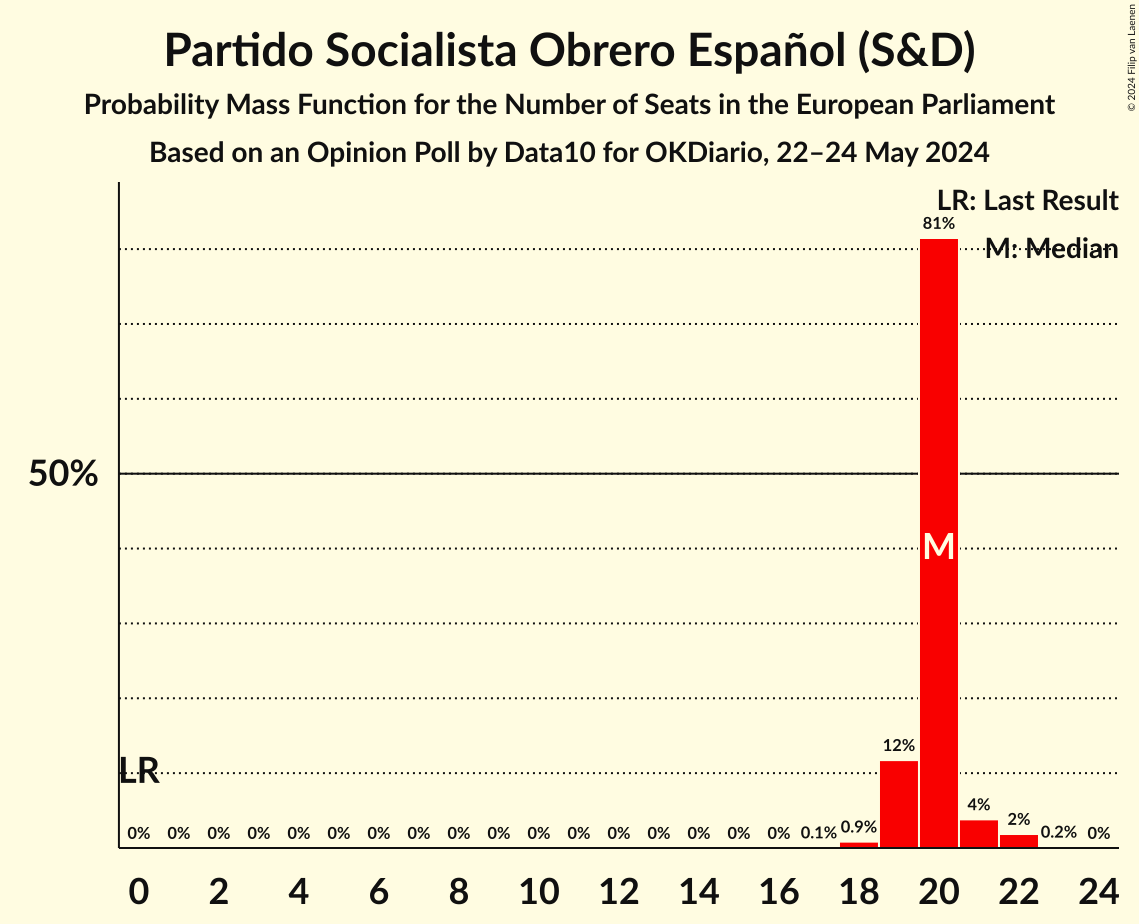 Partido Socialista Obrero Español (S&D)
Probability Mass Function for the Number of Seats in the European Parliament
Based on an Opinion Poll by Data10 for OKDiario, 22–24 May 2024
© 2024 Filip van Laenen
LR: Last Result
M: Median
81%
50%
M
LR
12%
4%
2%
0% 0% 0% 0% 0% 0% 0% 0% 0% 0% 0% 0% 0% 0% 0% 0% 0% 0.1% 0.9% 0.2% 0%
0 2 4 6 8 10 12 14 16 18 20 22 24